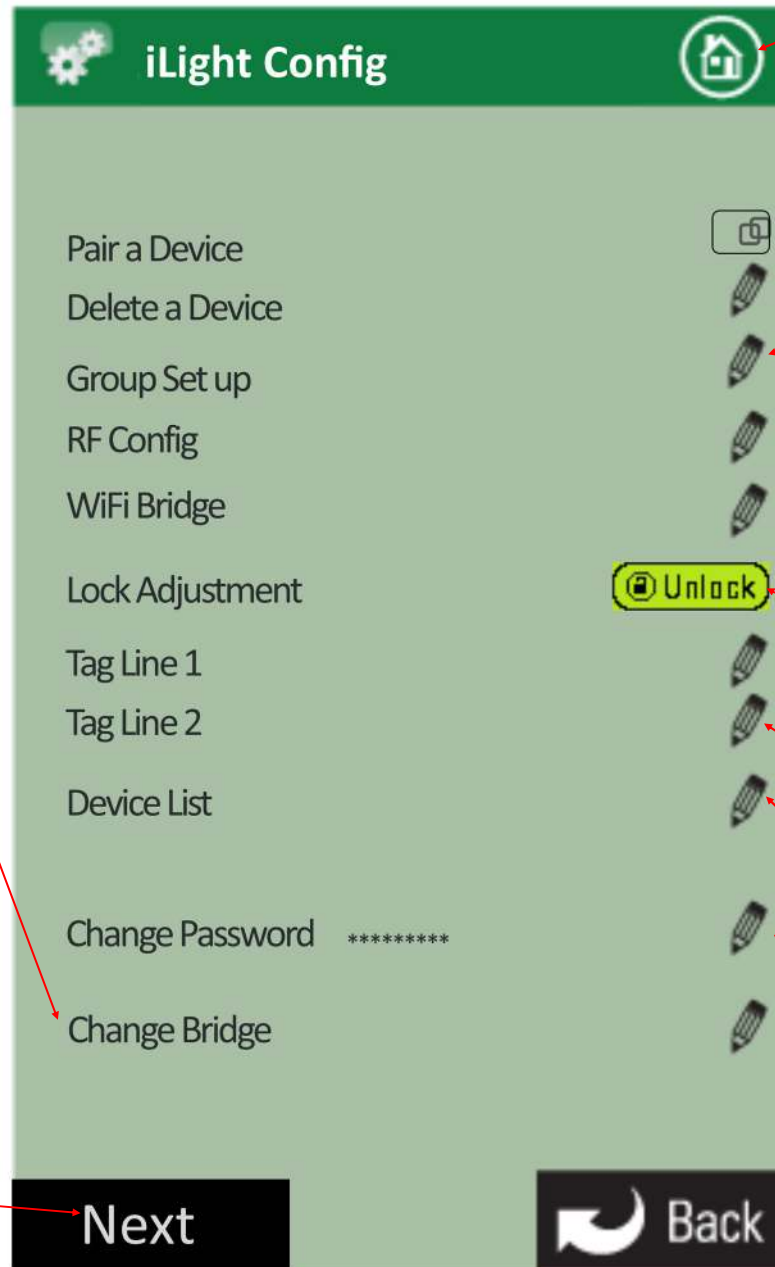 iLight Config
Pair a Device
Delete a Device
Group Set up
RF Config
WiFi Bridge
Lock Adjustment Unlock
Tag Line 1
Tag Line 2
Device List
Change Password *********
Change Bridge
Next Back